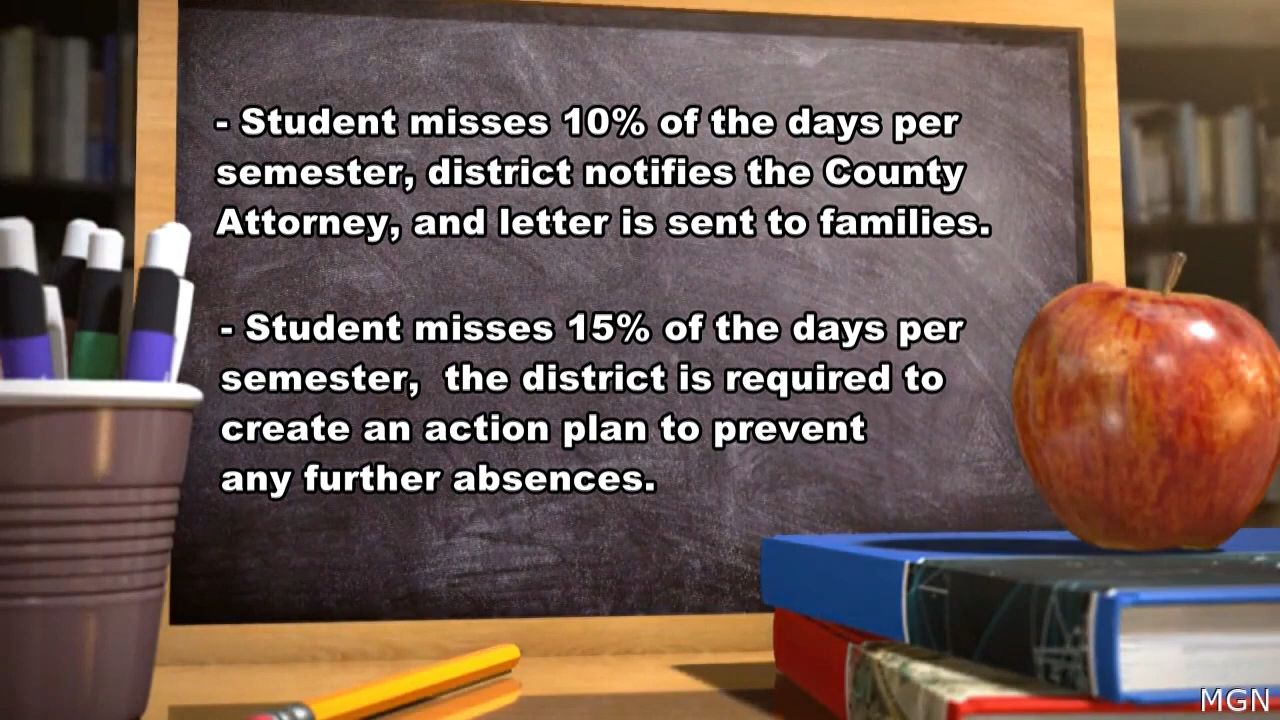 - Student misses 10% of the days per
semester, district notifies the County
Attorney, and letter is sent to families.
- Student misses 15% of the days per
semester,  the district is required to
create an action plan to prevent
any further absences.
MGN